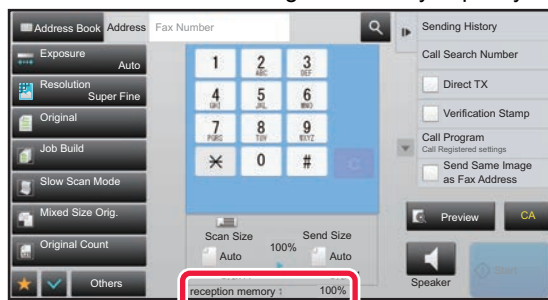 Address Book
Address
Fax Number
Exposure
Auto
Resolution
Super Fine
Original
Job Build
Slow Scan Mode
Mixed Size Orig.
Original Count
Others
1
2
ABC
3
DEF
4
GHI
5
JKL
6
MNO
7
PQRS
8
TUV
9
WXYZ
0
#
C
Scan Size
Auto
100%
Send Size
Auto
reception memory : 100%
Sending History
Call Search Number
Direct TX
Verification Stamp
Call Program
Call Registered settings
Send Same Image
as Fax Address
Preview
CA
Speaker
Start